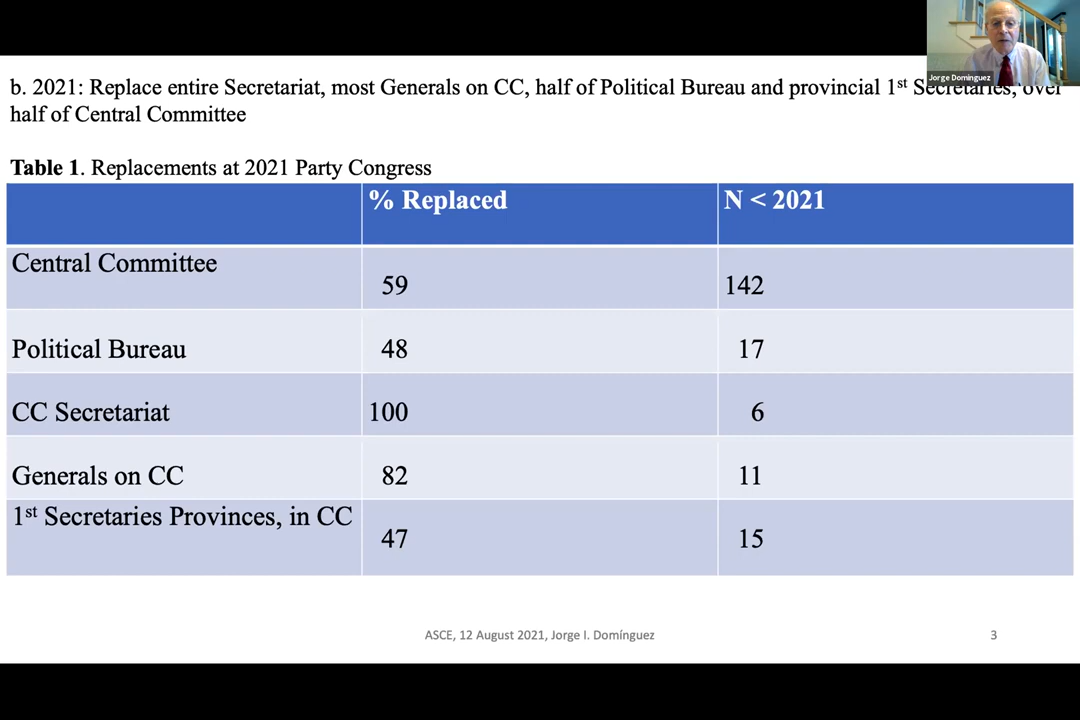 Jorge Domínguez
b. 2021: Replace entire Secretariat, most Generals on CC, half of Political Bureau and provincial 1st Secretaries, over
half of Central Committee
Table 1. Replacements at 2021 Party Congress
% Replaced N < 2021
Central Committee 59 142
Political Bureau 48 17
CC Secretariat 100 6
Generals on CC 82 11
1st Secretaries Provinces, in CC 47 15
ASCE, 12 August 2021, Jorge I. Domínguez 3